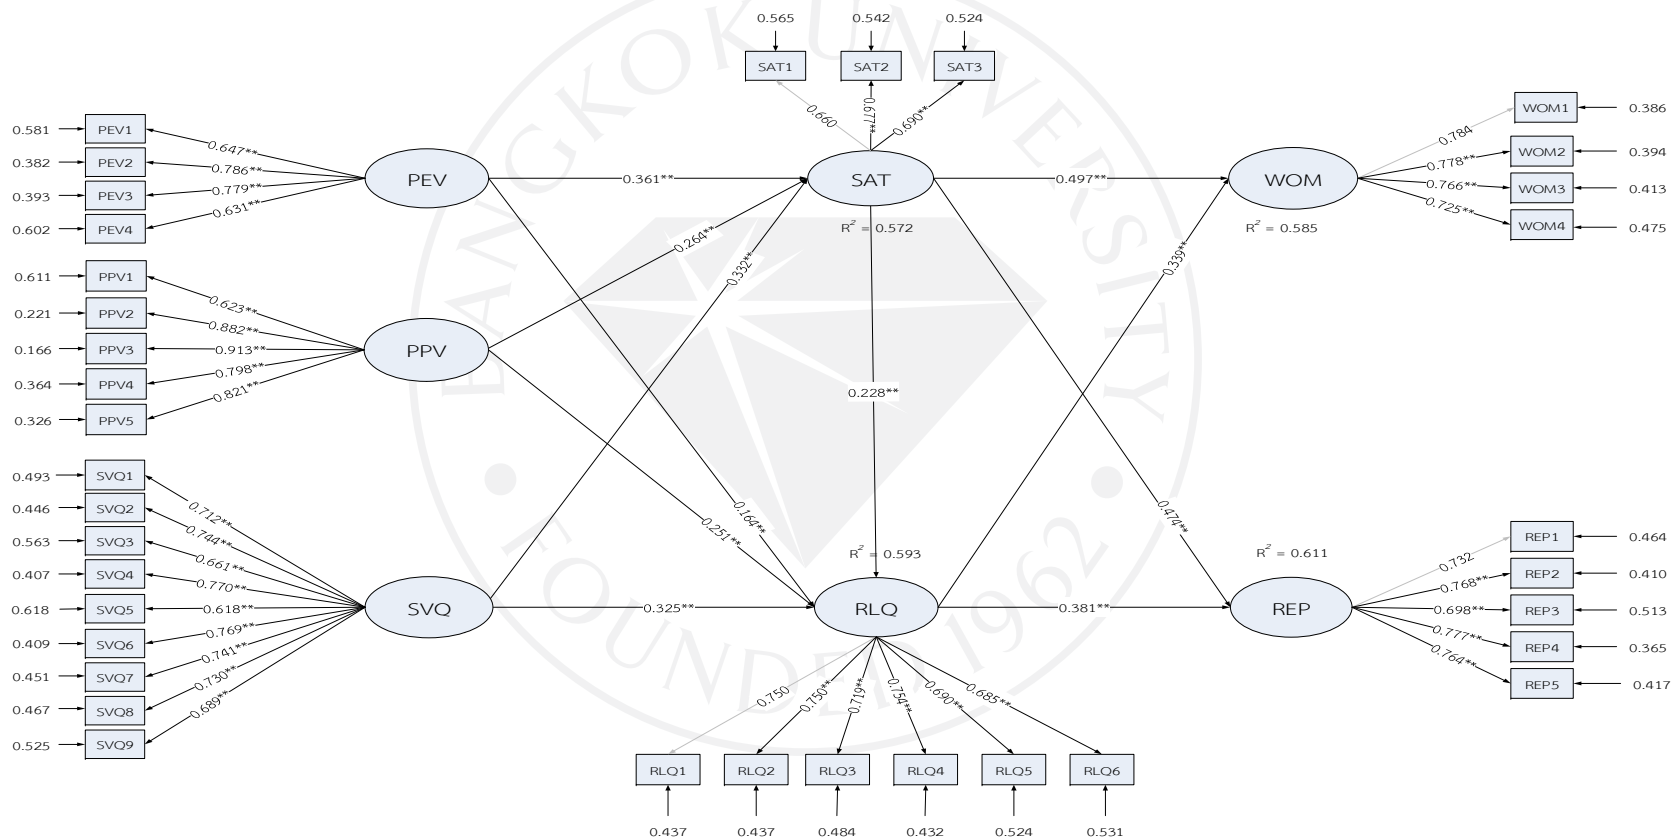 0.565 0.542 0.524
SAT1 SAT2 SAT3
0.660 0.677** 0.690**
0.581 PEV1 0.647**
0.382 PEV2 0.786**
0.393 PEV3 0.779**
0.602 PEV4 0.631**
PEV
0.361**
SAT
R² = 0.572
0.497**
WOM
R² = 0.585
0.784 WOM1 0.386
0.778** WOM2 0.394
0.766** WOM3 0.413
0.725** WOM4 0.475
0.264**
0.332**
0.339**
0.611 PPV1 0.623**
0.221 PPV2 0.882**
0.166 PPV3 0.913**
0.364 PPV4 0.798**
0.326 PPV5 0.821**
PPV
0.228**
0.164**
0.251**
0.474**
0.493 SVQ1 0.712**
0.446 SVQ2 0.744**
0.563 SVQ3 0.661**
0.407 SVQ4 0.770**
0.618 SVQ5 0.618**
0.409 SVQ6 0.769**
0.451 SVQ7 0.741**
0.467 SVQ8 0.730**
0.525 SVQ9 0.689**
SVQ
0.325**
R² = 0.593
RLQ
0.381**
R² = 0.611
REP
0.732 REP1 0.464
0.768** REP2 0.410
0.698** REP3 0.513
0.777** REP4 0.365
0.764** REP5 0.417
0.750 0.750** 0.719** 0.754** 0.690** 0.685**
RLQ1 RLQ2 RLQ3 RLQ4 RLQ5 RLQ6
0.437 0.437 0.484 0.432 0.524 0.531
BANGKOK UNIVERSITY
FOUNDED 1962